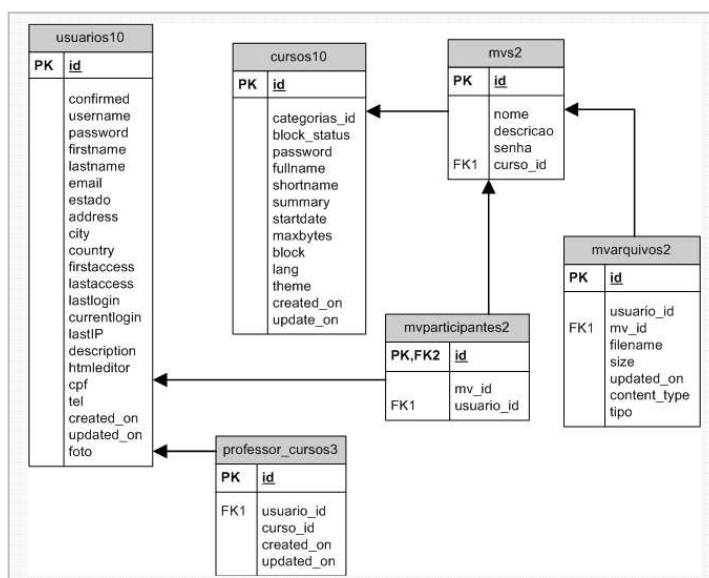 usuarios10
PK id
confirmed
username
password
firstname
lastname
email
estado
address
city
country
firstaccess
lastaccess
lastlogin
currentlogin
lastIP
description
htmleditor
cpf
tel
created_on
updated_on
foto
cursos10
PK id
categorias_id
block_status
password
fullname
shortname
summary
startdate
maxbytes
block
lang
theme
created_on
update_on
mvs2
PK id
nome
descricao
senha
FK1 curso_id
mvarquivos2
PK id
usuario_id
FK1 mv_id
filename
size
updated_on
content_type
tipo
mvparticipantes2
PK,FK2 id
mv_id
FK1 usuario_id
professor_cursos3
PK id
FK1 usuario_id
curso_id
created_on
updated_on